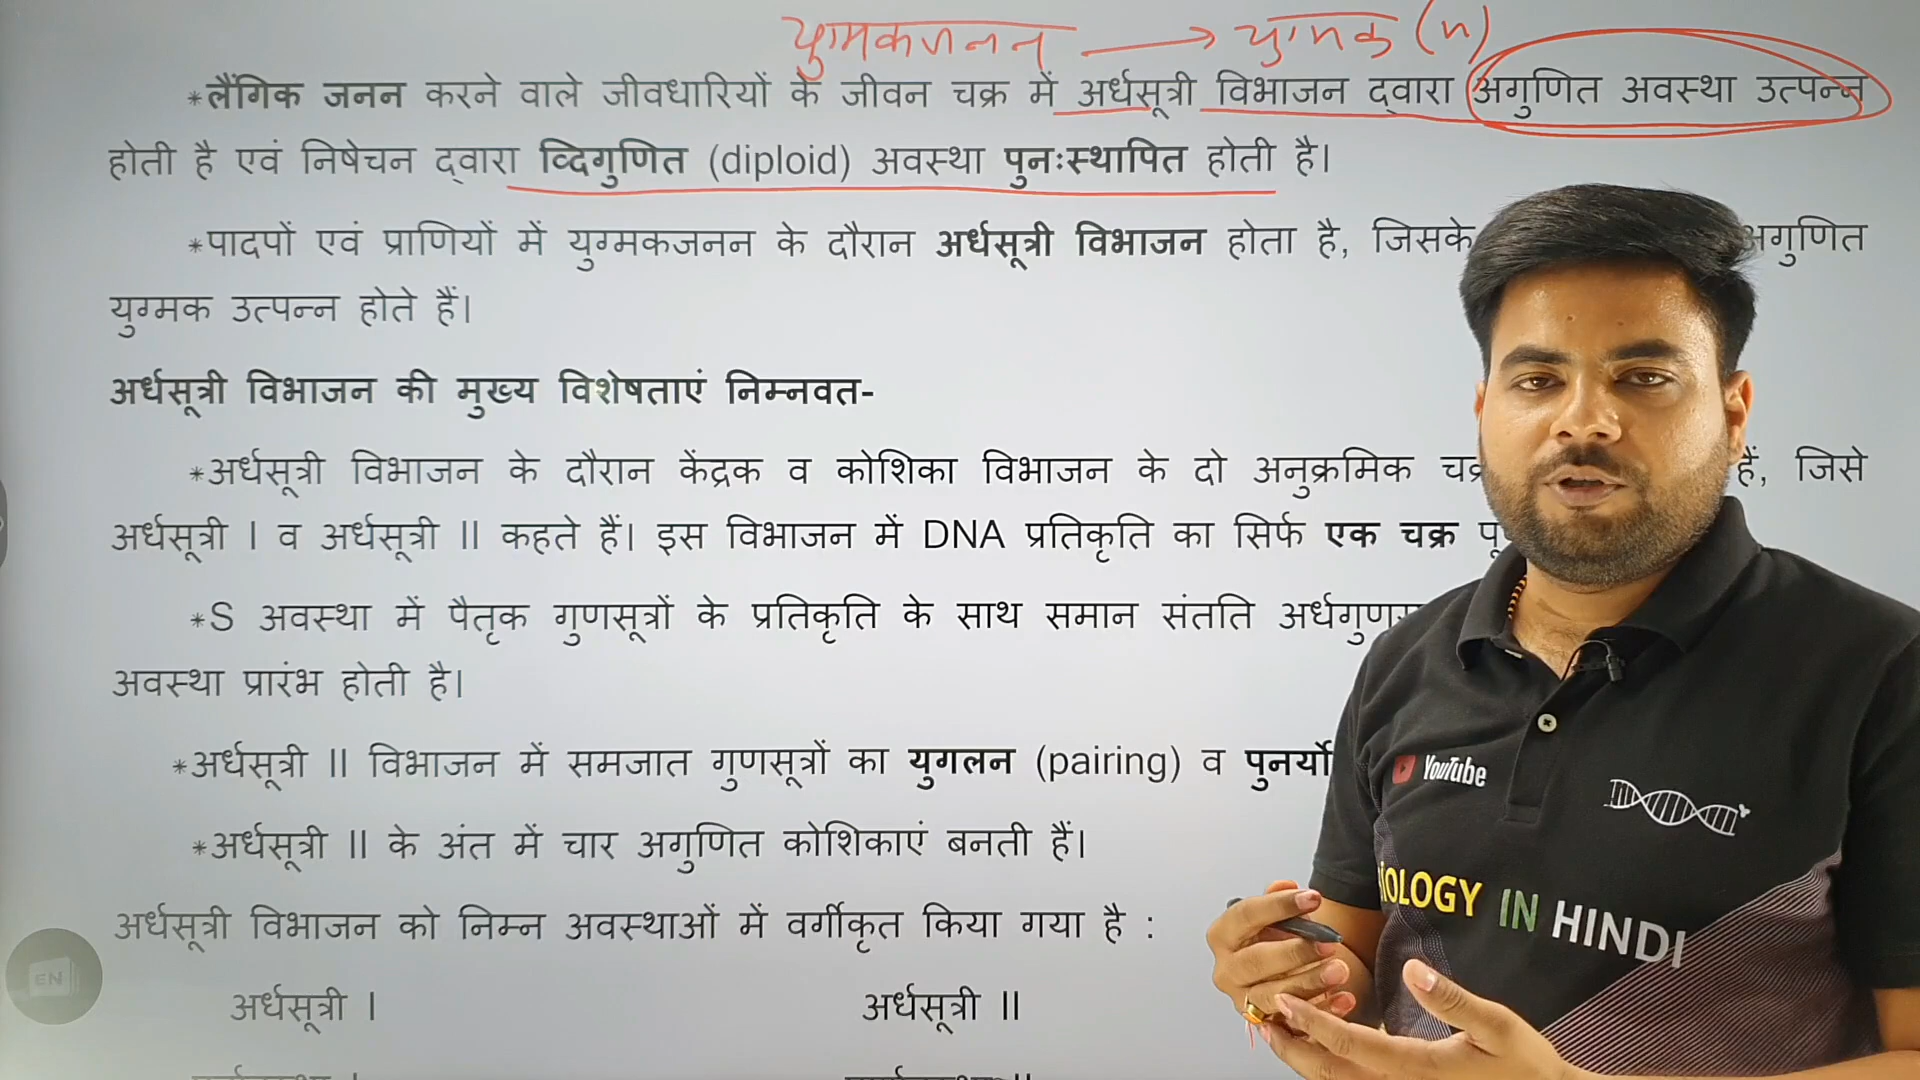 युग्मकजनन → युग्मक (n)
*लैंगिक जनन करने वाले जीवधारियों के जीवन चक्र में अर्धसूत्री विभाजन द्वारा अगुणित अवस्था उत्पन्न
होती है एवं निषेचन द्वारा व्दिगुणित (diploid) अवस्था पुनःस्थापित होती है।
*पादपों एवं प्राणियों में युग्मकजनन के दौरान अर्धसूत्री विभाजन होता है, जिसके अगुणित
युग्मक उत्पन्न होते हैं।
अर्धसूत्री विभाजन की मुख्य विशेषताएं निम्नवत-
*अर्धसूत्री विभाजन के दौरान केंद्रक व कोशिका विभाजन के दो अनुक्रमिक हैं, जिसे
अर्धसूत्री I व अर्धसूत्री II कहते हैं। इस विभाजन में DNA प्रतिकृति का सिर्फ एक चक्र
*S अवस्था में पैतृक गुणसूत्रों के प्रतिकृति के साथ समान संतति
अवस्था प्रारंभ होती है।
*अर्धसूत्री II विभाजन में समजात गुणसूत्रों का युगलन (pairing) व
*अर्धसूत्री II के अंत में चार अगुणित कोशिकाएं बनती हैं।
अर्धसूत्री विभाजन को निम्न अवस्थाओं में वर्गीकृत किया गया है :
अर्धसूत्री I अर्धसूत्री II
YouTube
BIOLOGY IN HINDI
EN